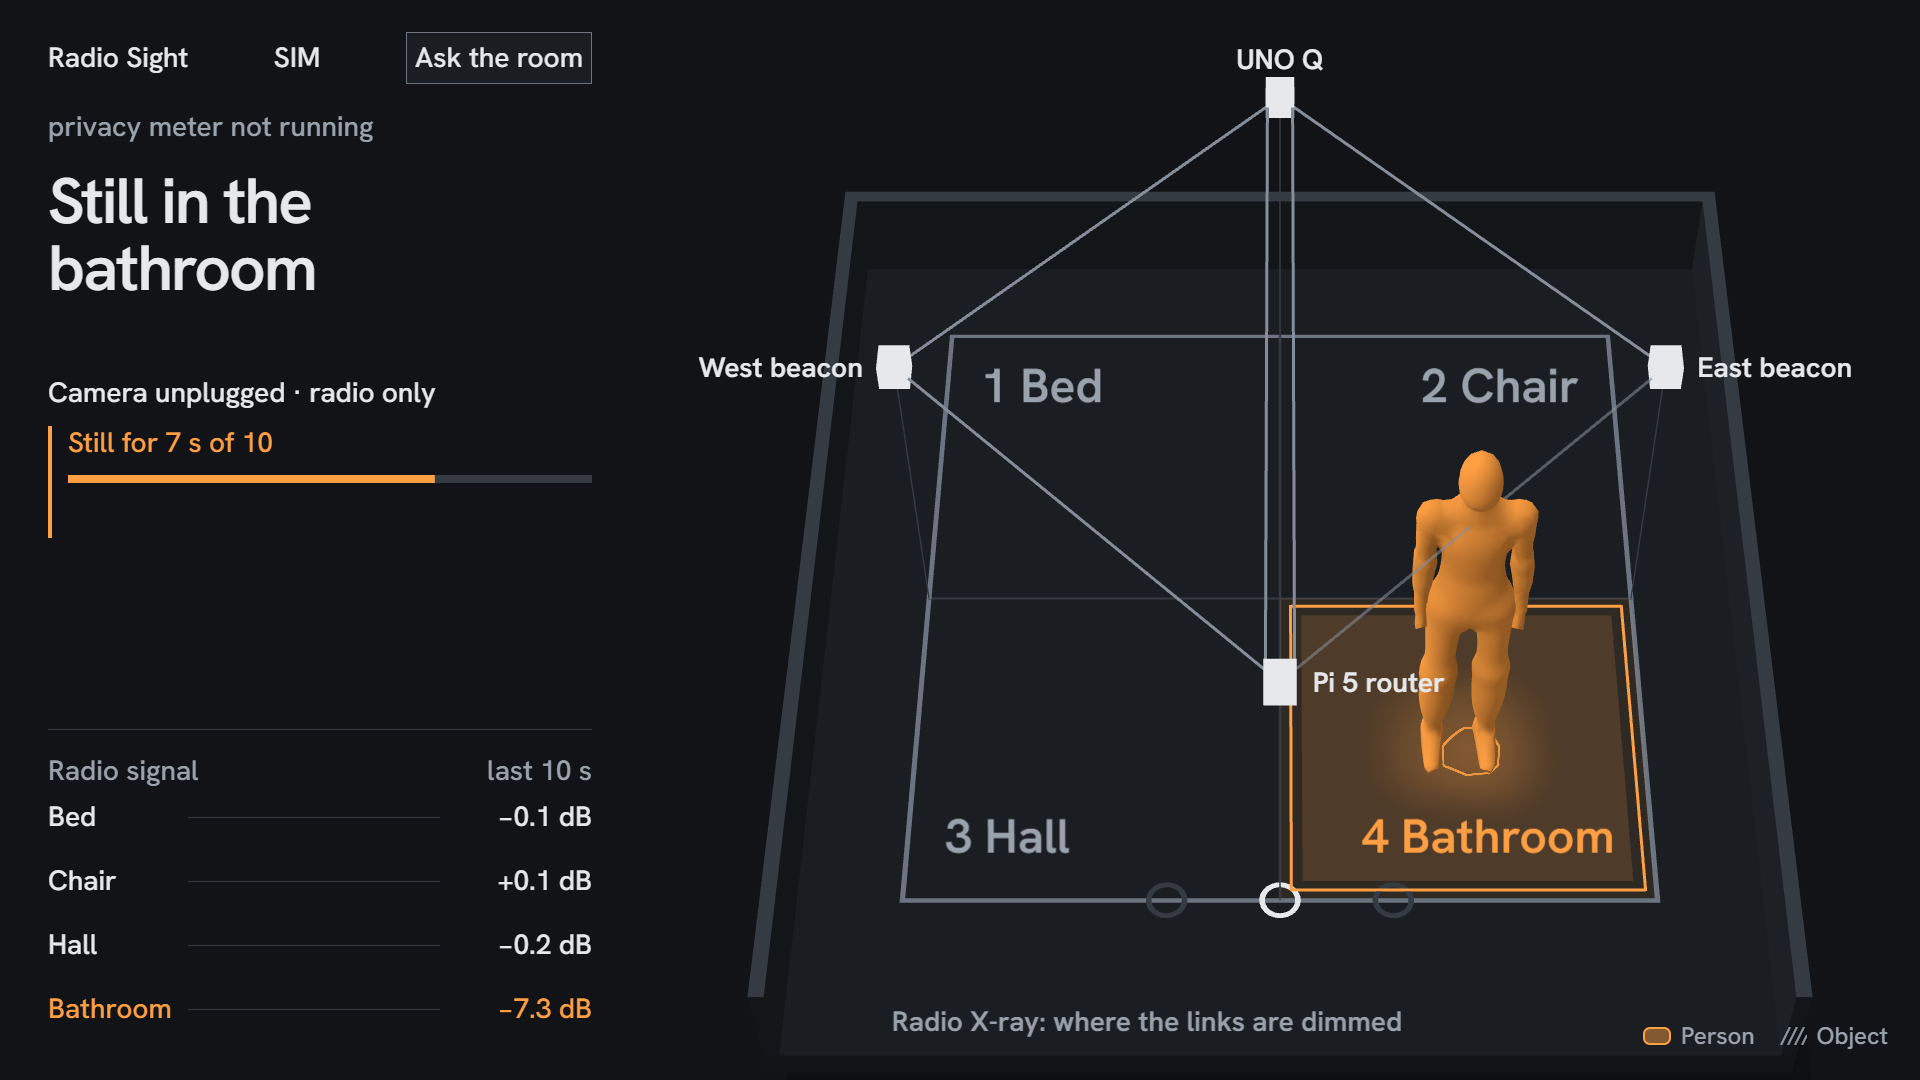 Radio Sight
SIM
Ask the room
privacy meter not running
Still in the
bathroom
Camera unplugged · radio only
Still for 7 s of 10
Radio signal
last 10 s
Bed
−0.1 dB
Chair
+0.1 dB
Hall
−0.2 dB
Bathroom
−7.3 dB
UNO Q
West beacon
East beacon
1 Bed
2 Chair
Pi 5 router
3 Hall
4 Bathroom
Radio X-ray: where the links are dimmed
Person
Object